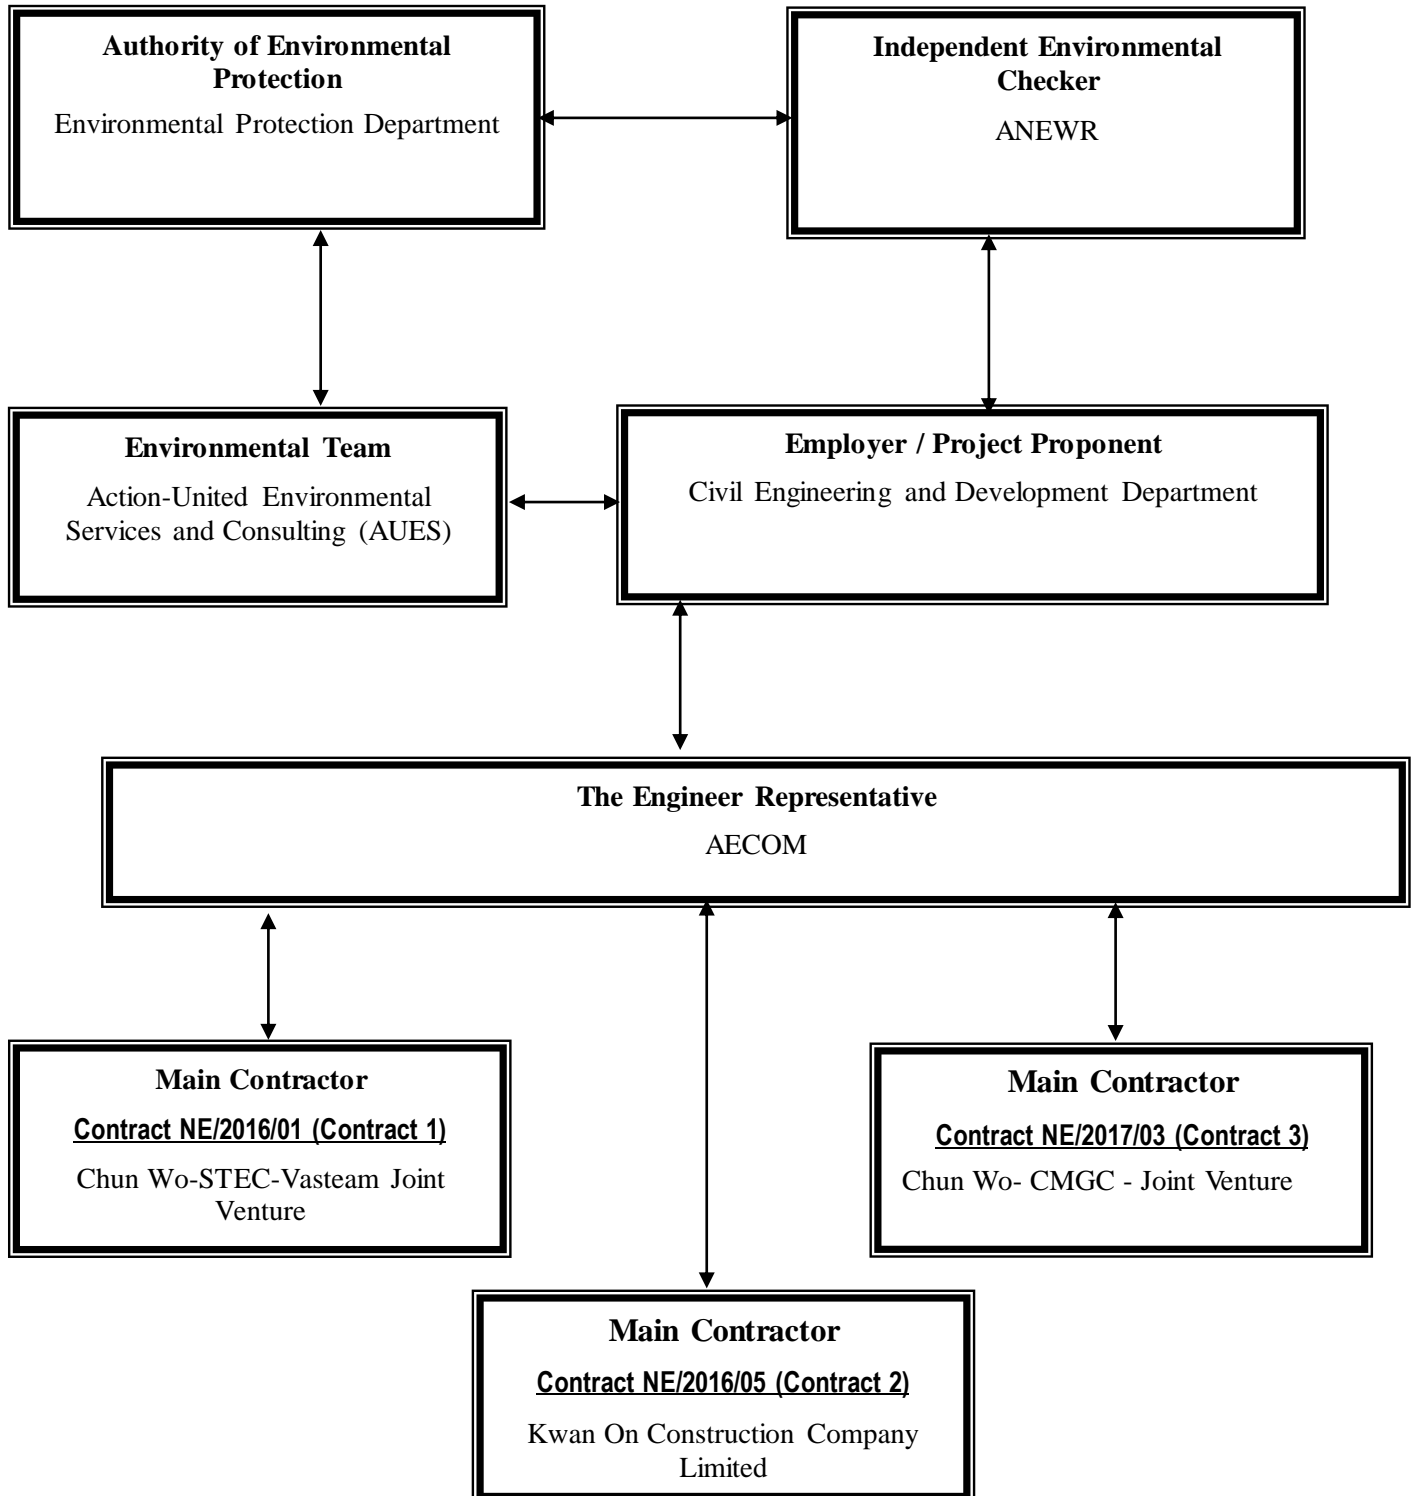 Authority of Environmental
Protection
Environmental Protection Department
Independent Environmental
Checker
ANEWR
Environmental Team
Action-United Environmental
Services and Consulting (AUES)
Employer / Project Proponent
Civil Engineering and Development Department
The Engineer Representative
AECOM
Main Contractor
Contract NE/2016/01 (Contract 1)
Chun Wo-STEC-Vasteam Joint
Venture
Main Contractor
Contract NE/2017/03 (Contract 3)
Chun Wo- CMGC - Joint Venture
Main Contractor
Contract NE/2016/05 (Contract 2)
Kwan On Construction Company
Limited